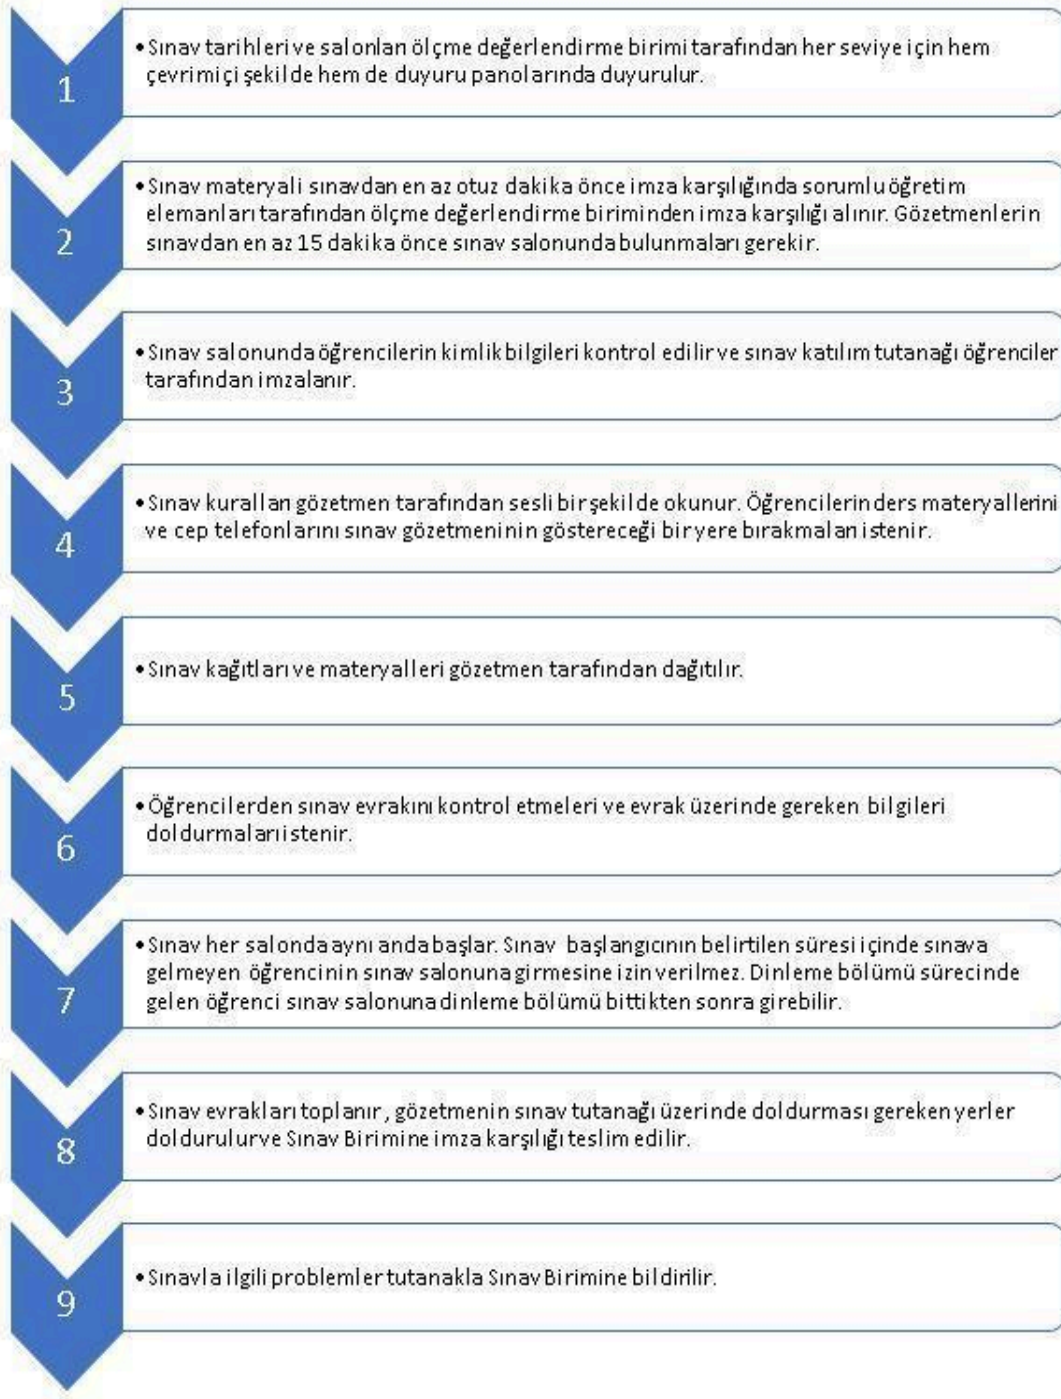 1
• Sınav tarihleri ve salonları ölçme değerlendirme birimi tarafından her seviye için hem
çevrimiçi şekilde hem de duyuru panolarında duyurulur.
2
• Sınav materyali sınavdan en az otuz dakika önce imza karşılığında sorumlu öğretim
elemanları tarafından ölçme değerlendirme biriminden imza karşılığı alınır. Gözetmenlerin
sınavdan en az 15 dakika önce sınav salonunda bulunmaları gerekir.
3
• Sınav salonunda öğrencilerin kimlik bilgileri kontrol edilir ve sınav katılım tutanağı öğrenciler
tarafından imzalanır.
4
• Sınav kuralları gözetmen tarafından sesli bir şekilde okunur. Öğrencilerin ders materyallerini
ve cep telefonlarını sınav gözetmeninin göstereceği bir yere bırakmaları istenir.
5
• Sınav kağıtları ve materyalleri gözetmen tarafından dağıtılır.
6
• Öğrencilerden sınav evrakını kontrol etmeleri ve evrak üzerinde gereken bilgileri
doldurmaları istenir.
7
• Sınav her salonda aynı anda başlar. Sınav başlangıcının belirtilen süresi içinde sınava
gelmeyen öğrencinin sınav salonuna girmesine izin verilmez. Dinleme bölümü sürecinde
gelen öğrenci sınav salonuna dinleme bölümü bittikten sonra girebilir.
8
• Sınav evrakları toplanır, gözetmenin sınav tutanağı üzerinde doldurması gereken yerler
doldurulur ve Sınav Birimine imza karşılığı teslim edilir.
9
• Sınavla ilgili problemler tutanakla Sınav Birimine bildirilir.